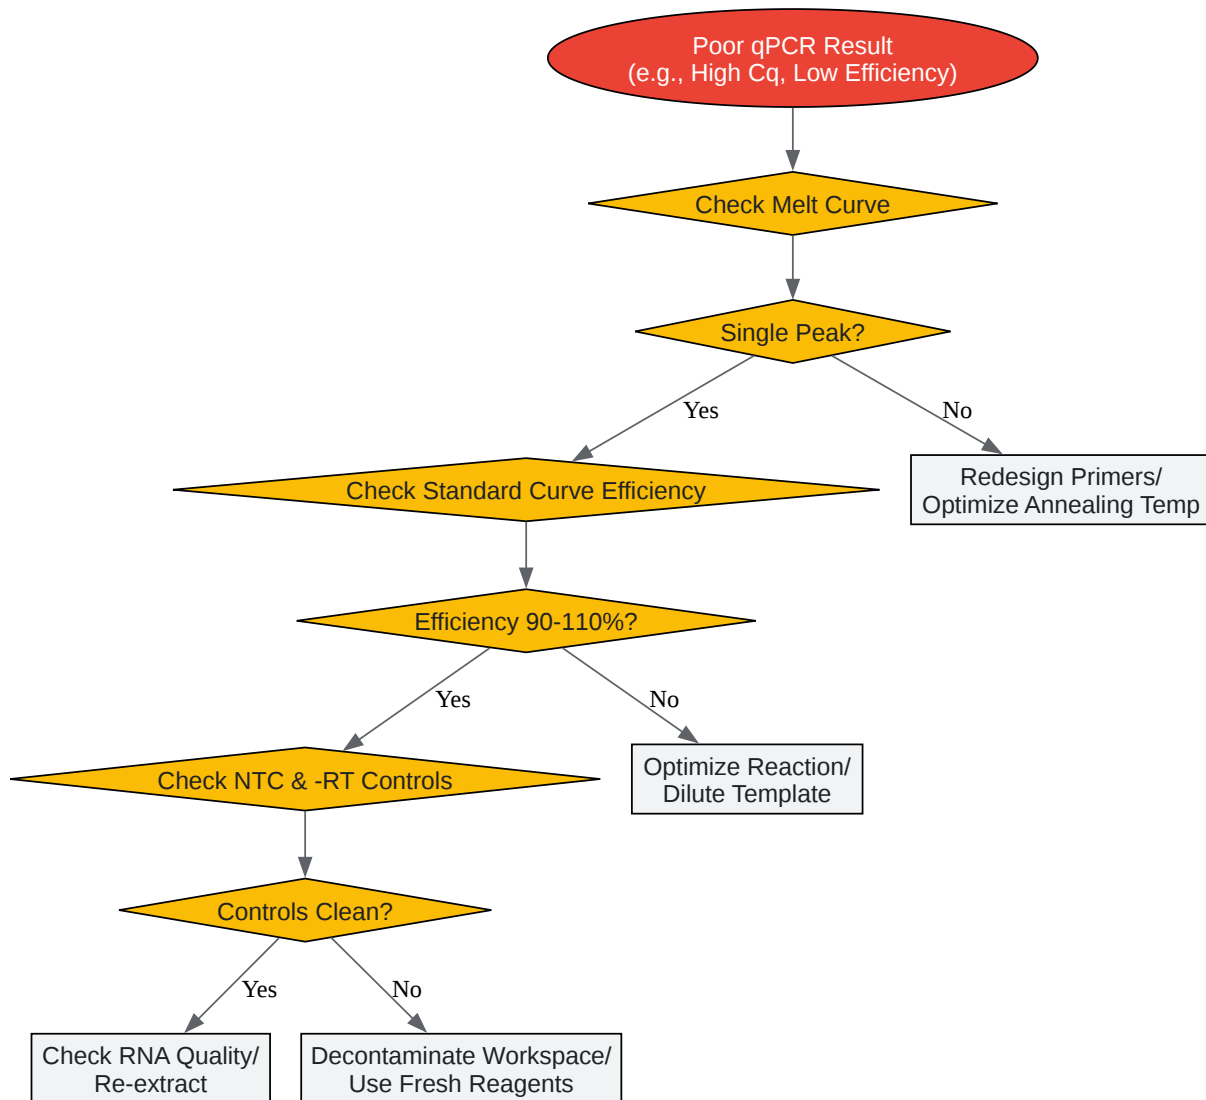 Poor qPCR Result
(e.g., High Cq, Low Efficiency)
Check Melt Curve
Single Peak?
Yes
No
Check Standard Curve Efficiency
Redesign Primers/
Optimize Annealing Temp
Efficiency 90-110%?
Yes
No
Check NTC & -RT Controls
Optimize Reaction/
Dilute Template
Controls Clean?
Yes
No
Check RNA Quality/
Re-extract
Decontaminate Workspace/
Use Fresh Reagents